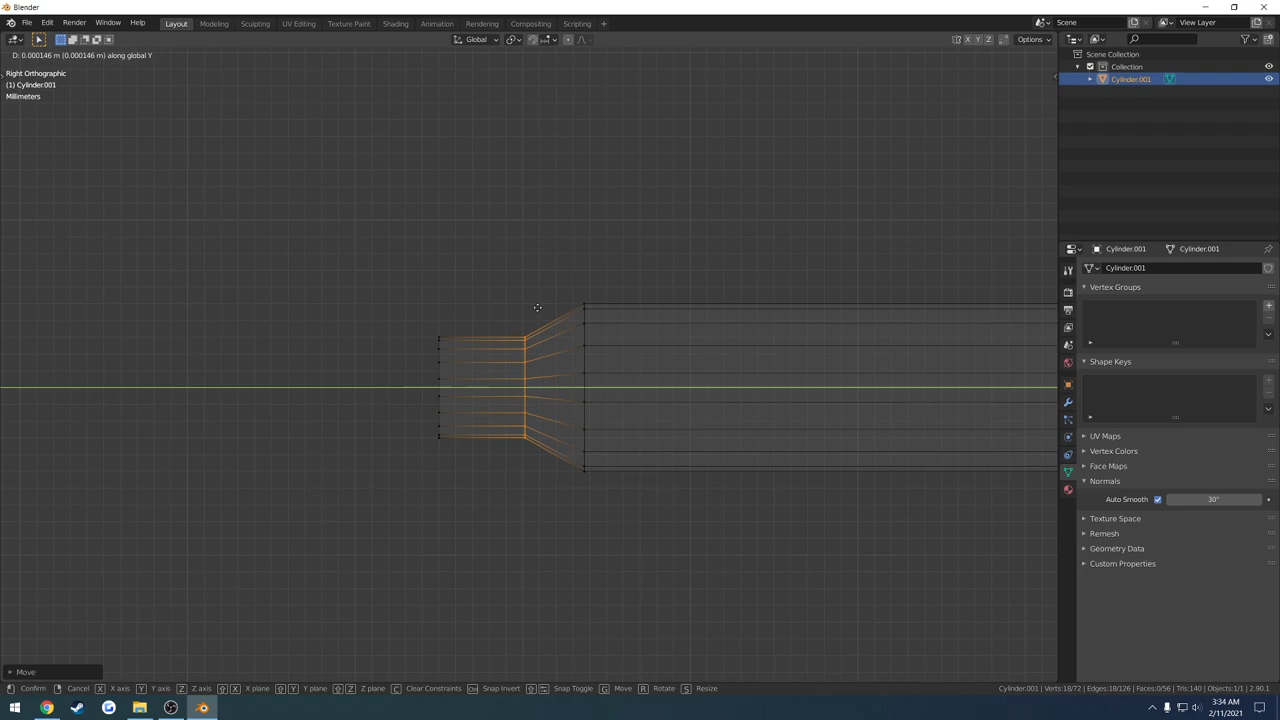 Blender
File Edit Render Window Help
Layout Modeling Sculpting UV Editing Texture Paint Shading Animation Rendering Compositing Scripting +
Scene
View Layer
Global
X Y Z
Options
D: 0.000146 m (0.000146 m) along global Y
Right Orthographic
(1) Cylinder.001
Millimeters
Scene Collection
Collection
Cylinder.001
Cylinder.001 Cylinder.001
Cylinder.001
Vertex Groups
Shape Keys
UV Maps
Vertex Colors
Face Maps
Normals
Auto Smooth 30°
Texture Space
Remesh
Geometry Data
Custom Properties
Move
Confirm Cancel X X axis Y Y axis Z Z axis X X plane Y Y plane Z Z plane C Clear Constraints Ctrl Snap Invert Snap Toggle G Move R Rotate S Resize
Cylinder.001 | Verts:18/72 | Edges:18/126 | Faces:0/56 | Tris:140 | Objects:1/1 | 2.90.1
3:34 AM
2/11/2021